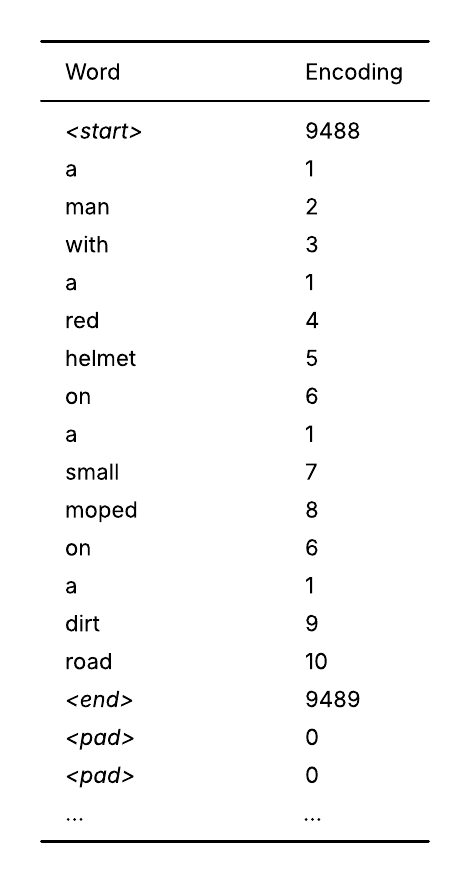 Word Encoding
<start> 9488
a 1
man 2
with 3
a 1
red 4
helmet 5
on 6
a 1
small 7
moped 8
on 6
a 1
dirt 9
road 10
<end> 9489
<pad> 0
<pad> 0
... ...